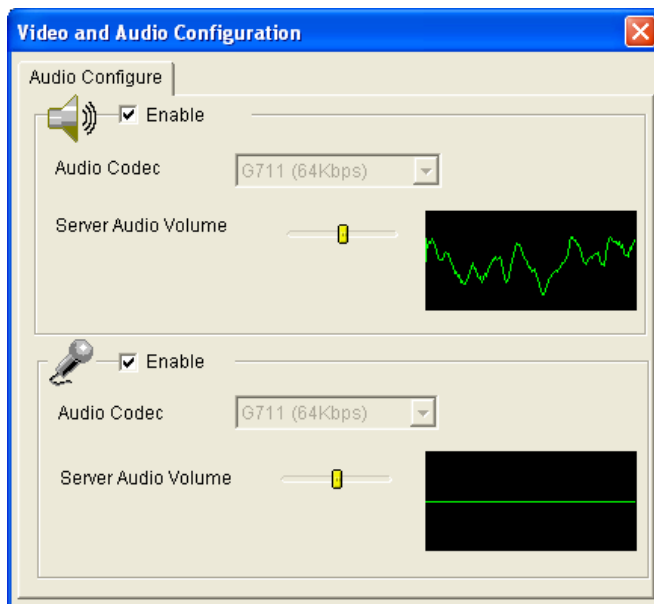 Video and Audio Configuration
Audio Configure
Enable
Audio Codec
G711 (64Kbps)
Server Audio Volume
Enable
Audio Codec
G711 (64Kbps)
Server Audio Volume